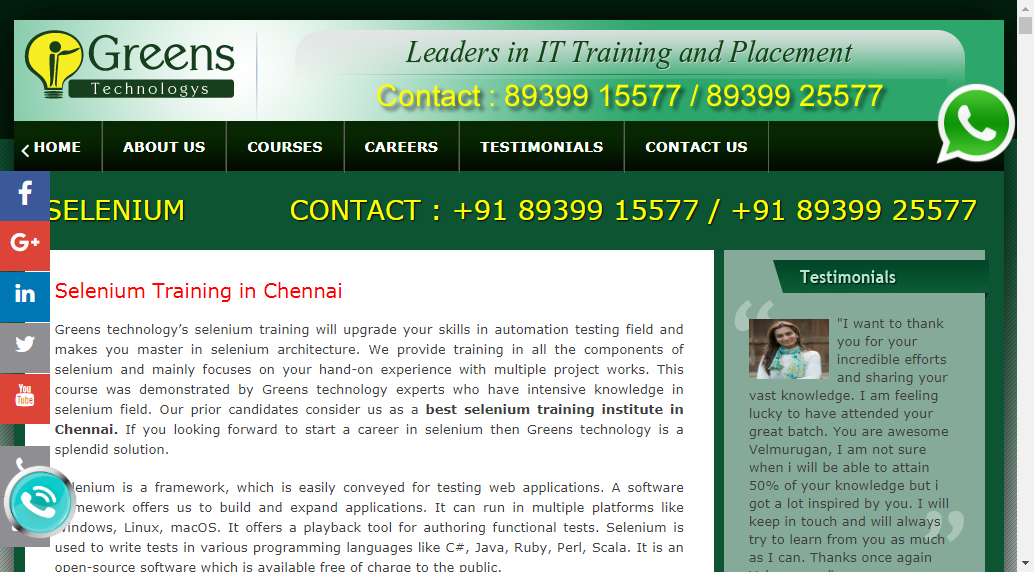 Greens
Technologys
Leaders in IT Training and Placement
Contact : 89399 15577 / 89399 25577
HOME
ABOUT US
COURSES
CAREERS
TESTIMONIALS
CONTACT US
SELENIUM
CONTACT : +91 89399 15577 / +91 89399 25577
f
G+
in
You
Tube
Selenium Training in Chennai
Greens technology’s selenium training will upgrade your skills in automation testing field and
makes you master in selenium architecture. We provide training in all the components of
selenium and mainly focuses on your hand-on experience with multiple project works. This
course was demonstrated by Greens technology experts who have intensive knowledge in
selenium field. Our prior candidates consider us as a best selenium training institute in
Chennai. If you looking forward to start a career in selenium then Greens technology is a
splendid solution.
Selenium is a framework, which is easily conveyed for testing web applications. A software
framework offers us to build and expand applications. It can run in multiple platforms like
Windows, Linux, macOS. It offers a playback tool for authoring functional tests. Selenium is
used to write tests in various programming languages like C#, Java, Ruby, Perl, Scala. It is an
open-source software which is available free of charge to the public.
Testimonials
"I want to thank
you for your
incredible efforts
and sharing your
vast knowledge. I am feeling
lucky to have attended your
great batch. You are awesome
Velmurugan, I am not sure
when i will be able to attain
50% of your knowledge but i
got a lot inspired by you. I will
keep in touch and will always
try to learn from you as much
as I can. Thanks once again